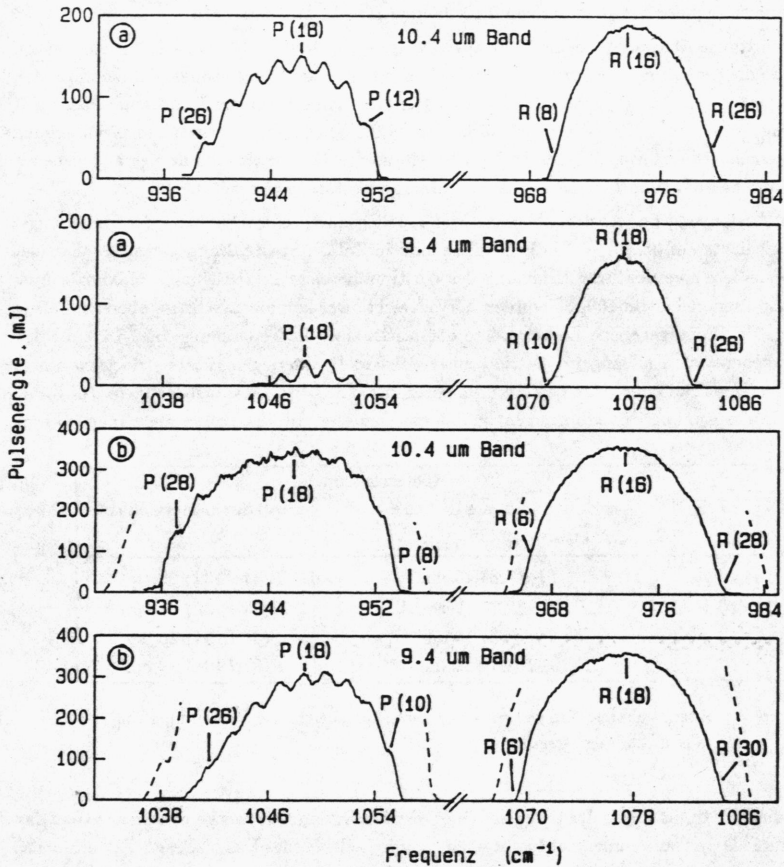 200
ⓐ
P (18)
10.4 um Band
R (16)
100
P (26)
P (12)
R (8)
R (26)
0
936
944
952
968
976
984
200
ⓐ
9.4 um Band
R (18)
100
P (18)
R (10)
R (26)
0
1038
1046
1054
1070
1078
1086
Pulsenergie.(mJ)
400
ⓑ
10.4 um Band
300
P (28)
P (18)
R (16)
200
R (6)
100
P (8)
R (28)
0
936
944
952
968
976
984
400
ⓑ
P (18)
9.4 um Band
300
P (26)
R (18)
200
P (10)
100
R (6)
R (30)
0
1038
1046
1054
1070
1078
1086
Frequenz (cm⁻¹)